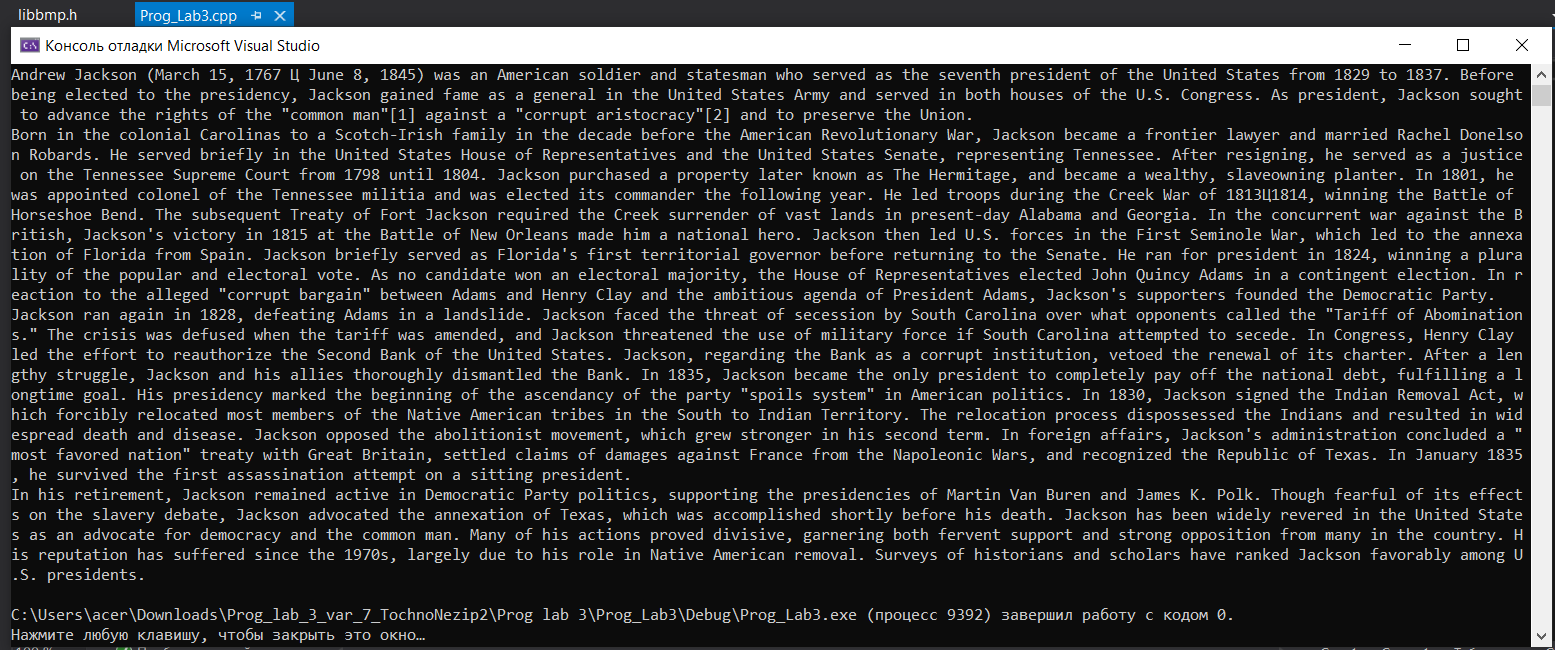 libbmp.h Prog_Lab3.cpp
Консоль отладки Microsoft Visual Studio
Andrew Jackson (March 15, 1767 Ц June 8, 1845) was an American soldier and statesman who served as the seventh president of the United States from 1829 to 1837. Before
being elected to the presidency, Jackson gained fame as a general in the United States Army and served in both houses of the U.S. Congress. As president, Jackson sought
 to advance the rights of the "common man"[1] against a "corrupt aristocracy"[2] and to preserve the Union.
Born in the colonial Carolinas to a Scotch-Irish family in the decade before the American Revolutionary War, Jackson became a frontier lawyer and married Rachel Donelso
n Robards. He served briefly in the United States House of Representatives and the United States Senate, representing Tennessee. After resigning, he served as a justice
 on the Tennessee Supreme Court from 1798 until 1804. Jackson purchased a property later known as The Hermitage, and became a wealthy, slaveowning planter. In 1801, he
was appointed colonel of the Tennessee militia and was elected its commander the following year. He led troops during the Creek War of 1813Ц1814, winning the Battle of
Horseshoe Bend. The subsequent Treaty of Fort Jackson required the Creek surrender of vast lands in present-day Alabama and Georgia. In the concurrent war against the B
ritish, Jackson's victory in 1815 at the Battle of New Orleans made him a national hero. Jackson then led U.S. forces in the First Seminole War, which led to the annexa
tion of Florida from Spain. Jackson briefly served as Florida's first territorial governor before returning to the Senate. He ran for president in 1824, winning a plura
lity of the popular and electoral vote. As no candidate won an electoral majority, the House of Representatives elected John Quincy Adams in a contingent election. In r
eaction to the alleged "corrupt bargain" between Adams and Henry Clay and the ambitious agenda of President Adams, Jackson's supporters founded the Democratic Party.
Jackson ran again in 1828, defeating Adams in a landslide. Jackson faced the threat of secession by South Carolina over what opponents called the "Tariff of Abomination
s." The crisis was defused when the tariff was amended, and Jackson threatened the use of military force if South Carolina attempted to secede. In Congress, Henry Clay
led the effort to reauthorize the Second Bank of the United States. Jackson, regarding the Bank as a corrupt institution, vetoed the renewal of its charter. After a len
gthy struggle, Jackson and his allies thoroughly dismantled the Bank. In 1835, Jackson became the only president to completely pay off the national debt, fulfilling a l
ongtime goal. His presidency marked the beginning of the ascendancy of the party "spoils system" in American politics. In 1830, Jackson signed the Indian Removal Act, w
hich forcibly relocated most members of the Native American tribes in the South to Indian Territory. The relocation process dispossessed the Indians and resulted in wid
espread death and disease. Jackson opposed the abolitionist movement, which grew stronger in his second term. In foreign affairs, Jackson's administration concluded a "
most favored nation" treaty with Great Britain, settled claims of damages against France from the Napoleonic Wars, and recognized the Republic of Texas. In January 1835
, he survived the first assassination attempt on a sitting president.
In his retirement, Jackson remained active in Democratic Party politics, supporting the presidencies of Martin Van Buren and James K. Polk. Though fearful of its effect
s on the slavery debate, Jackson advocated the annexation of Texas, which was accomplished shortly before his death. Jackson has been widely revered in the United State
s as an advocate for democracy and the common man. Many of his actions proved divisive, garnering both fervent support and strong opposition from many in the country. H
is reputation has suffered since the 1970s, largely due to his role in Native American removal. Surveys of historians and scholars have ranked Jackson favorably among U
.S. presidents.
C:\Users\acer\Downloads\Prog_lab_3_var_7_TochnoNezip2\Prog lab 3\Prog_Lab3\Debug\Prog_Lab3.exe (процесс 9392) завершил работу с кодом 0.
Нажмите любую клавишу, чтобы закрыть это окно…